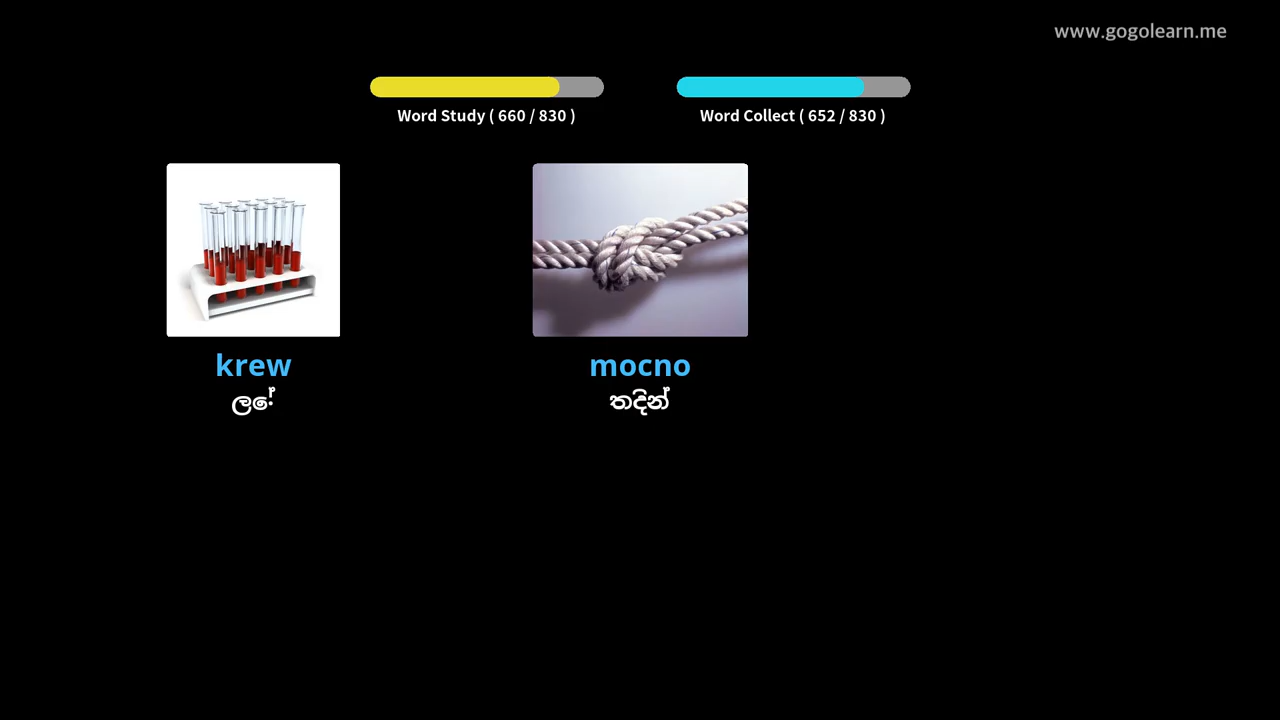 www.gogolearn.me
Word Study ( 660 / 830 )
Word Collect ( 652 / 830 )
krew
ලේ
mocno
තදින්